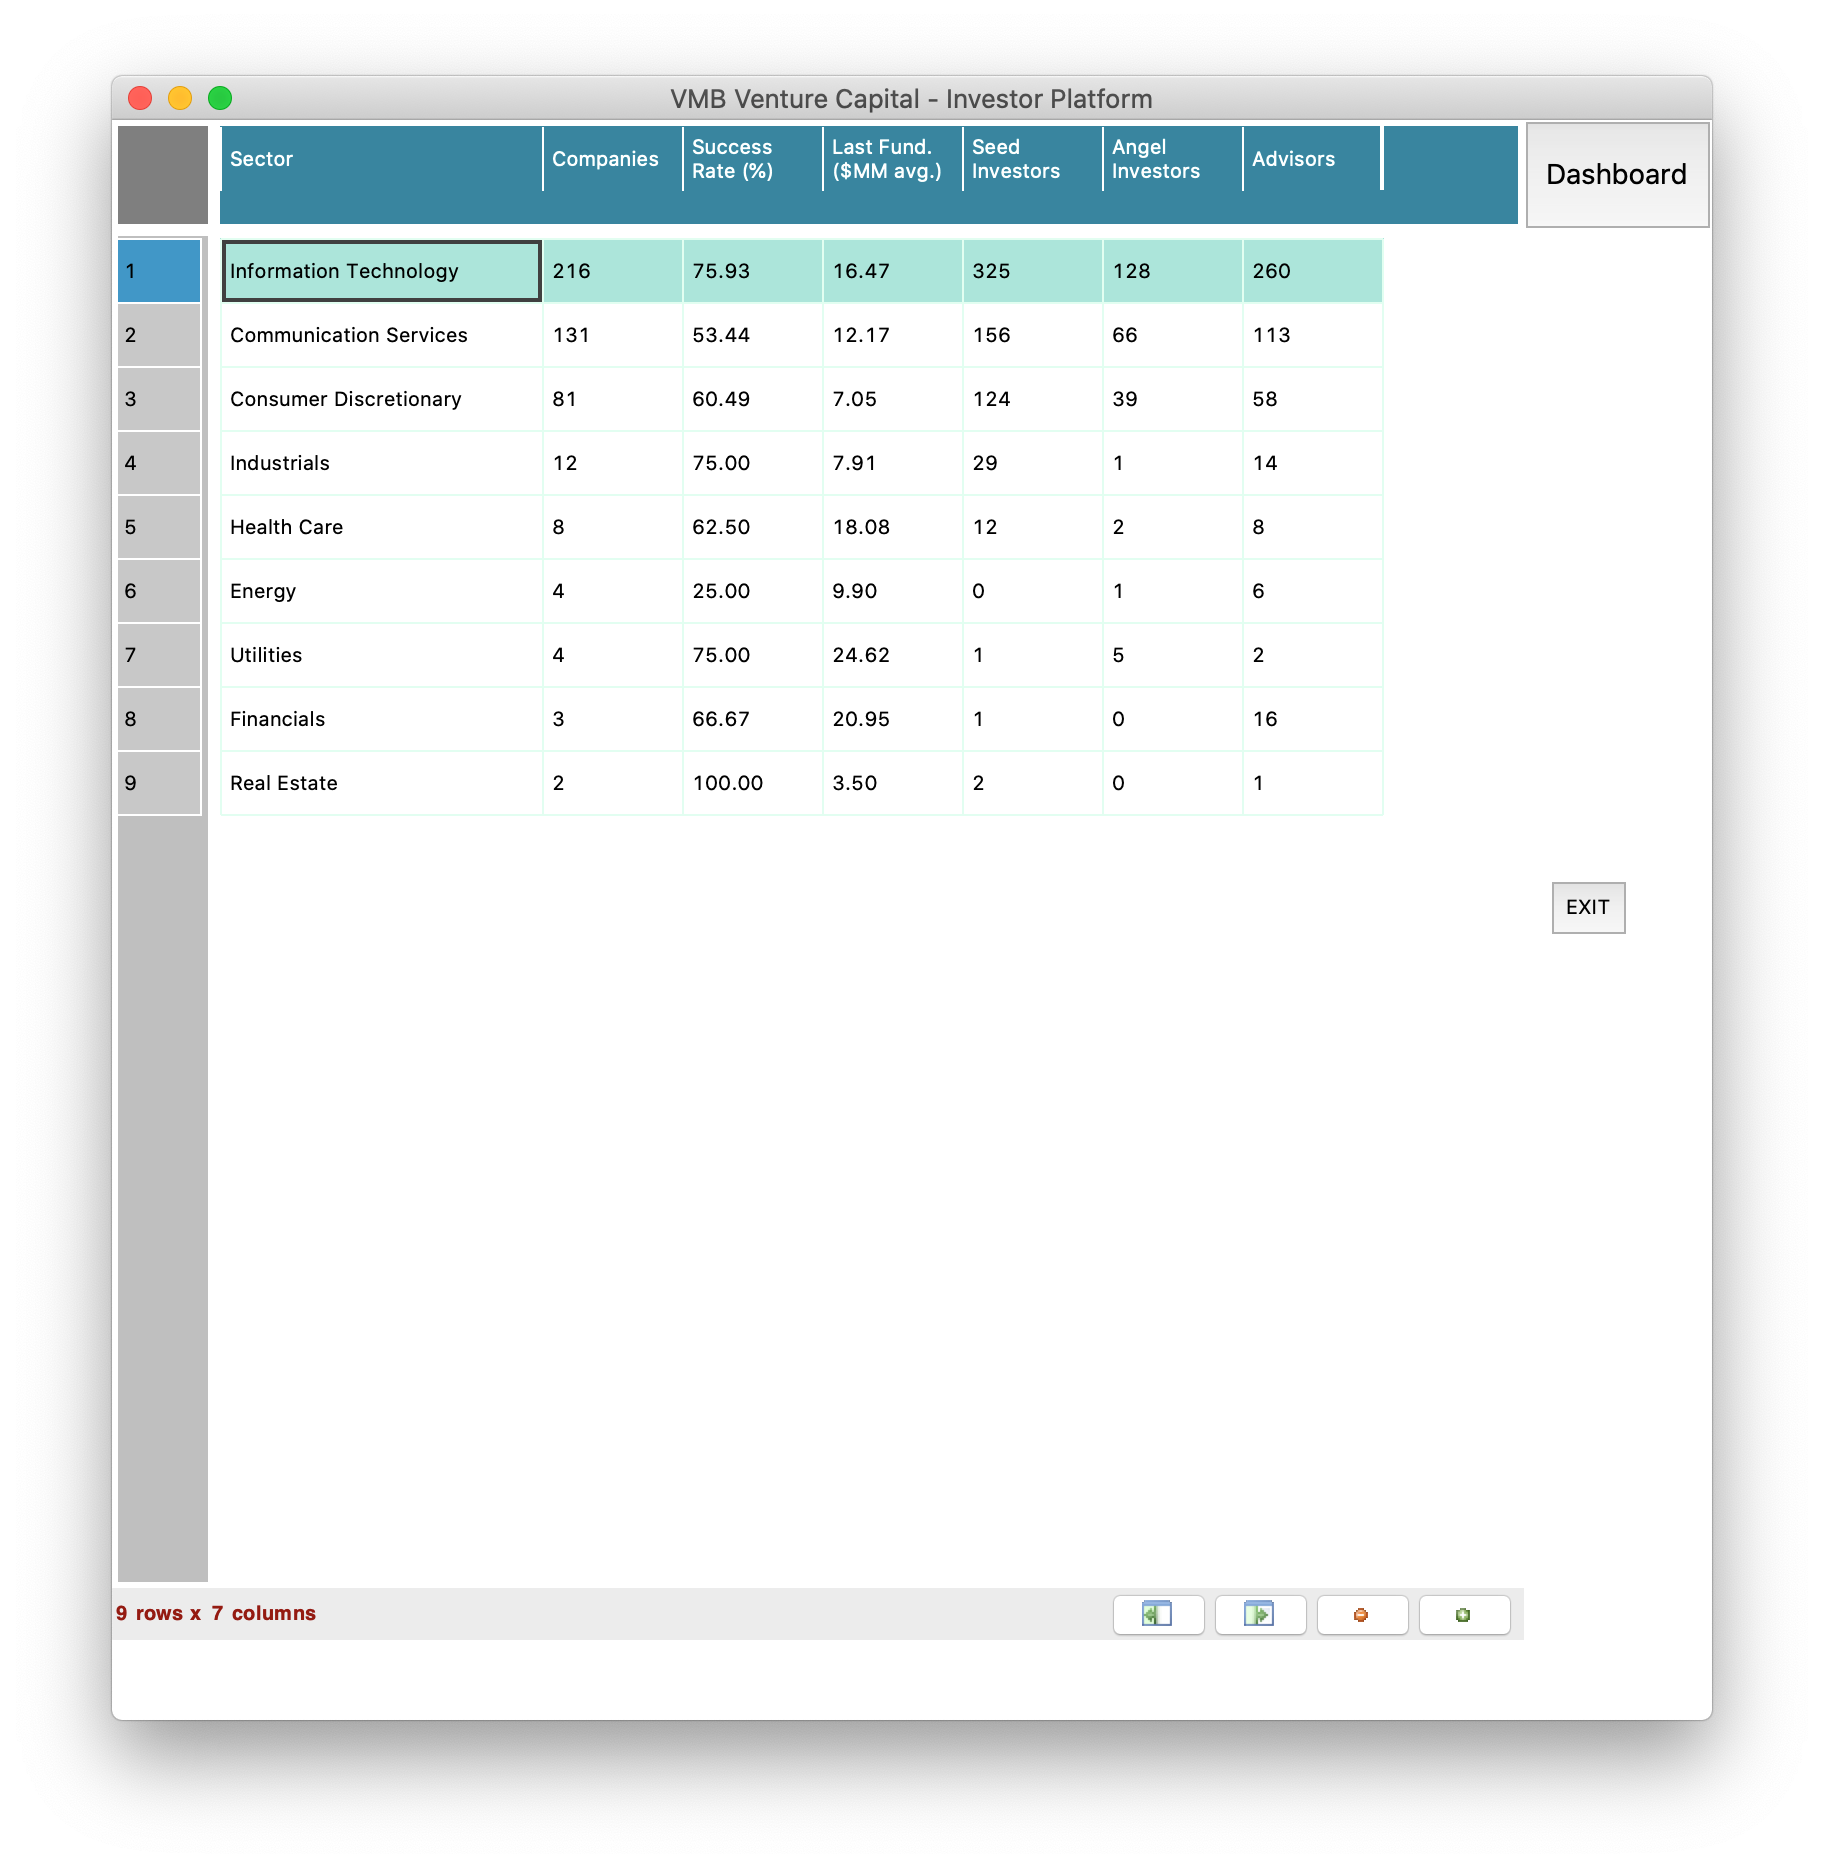 VMB Venture Capital - Investor Platform
Sector Companies Success Rate (%) Last Fund. ($MM avg.) Seed Investors Angel Investors Advisors
Dashboard
1 Information Technology 216 75.93 16.47 325 128 260
2 Communication Services 131 53.44 12.17 156 66 113
3 Consumer Discretionary 81 60.49 7.05 124 39 58
4 Industrials 12 75.00 7.91 29 1 14
5 Health Care 8 62.50 18.08 12 2 8
6 Energy 4 25.00 9.90 0 1 6
7 Utilities 4 75.00 24.62 1 5 2
8 Financials 3 66.67 20.95 1 0 16
9 Real Estate 2 100.00 3.50 2 0 1
EXIT
9 rows x 7 columns